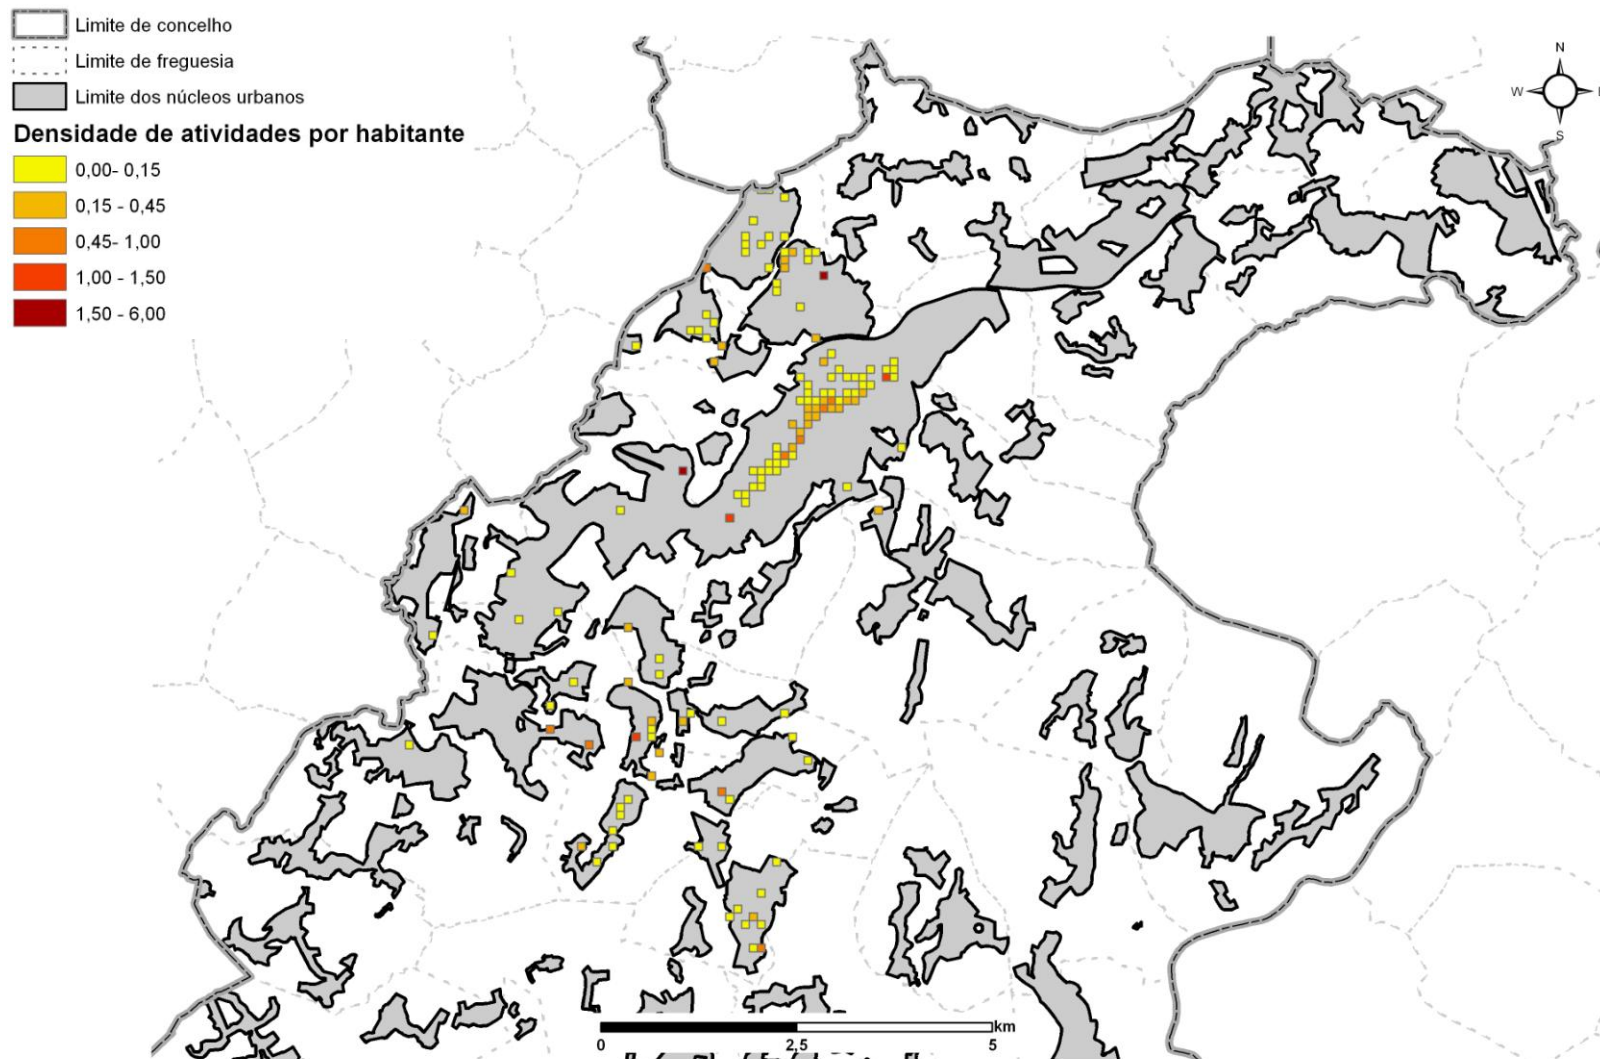 Limite de concelho
Limite de freguesia
Limite dos núcleos urbanos
Densidade de atividades por habitante
0,00- 0,15
0,15 - 0,45
0,45- 1,00
1,00 - 1,50
1,50 - 6,00
N
W
S
km
0 2,5 5